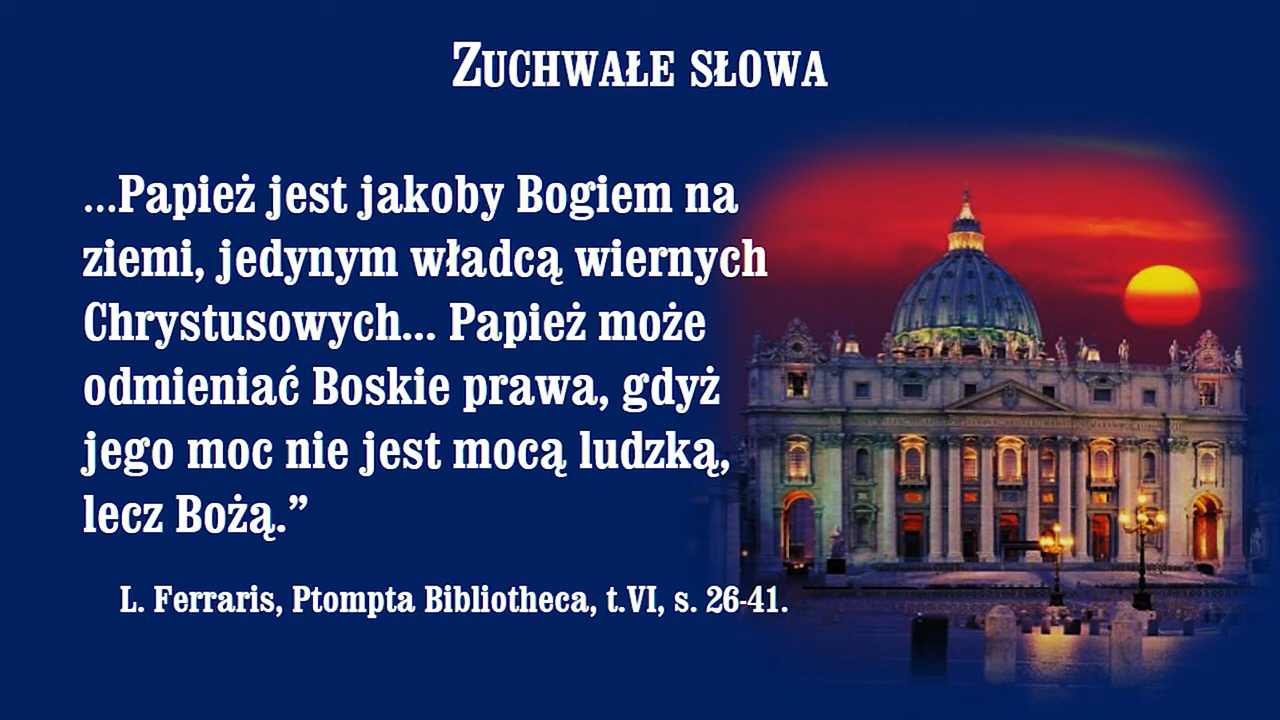 Zuchwałe słowa
...Papież jest jakoby Bogiem na
ziemi, jedynym władcą wiernych
Chrystusowych... Papież może
odmieniać Boskie prawa, gdyż
jego moc nie jest mocą ludzką,
lecz Bożą.”
L. Ferraris, Ptompta Bibliotheca, t.VI, s. 26-41.